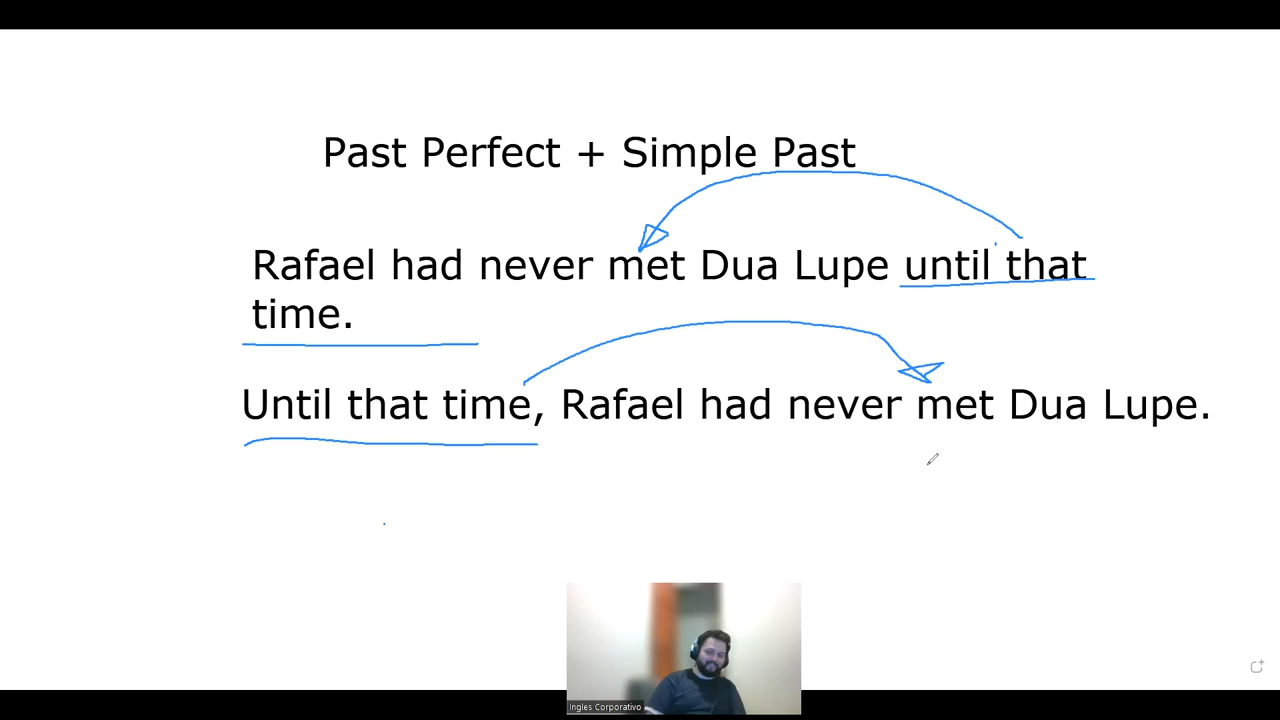 Past Perfect + Simple Past
Rafael had never met Dua Lupe until that
time.
Until that time, Rafael had never met Dua Lupe.
Ingles Corporativo